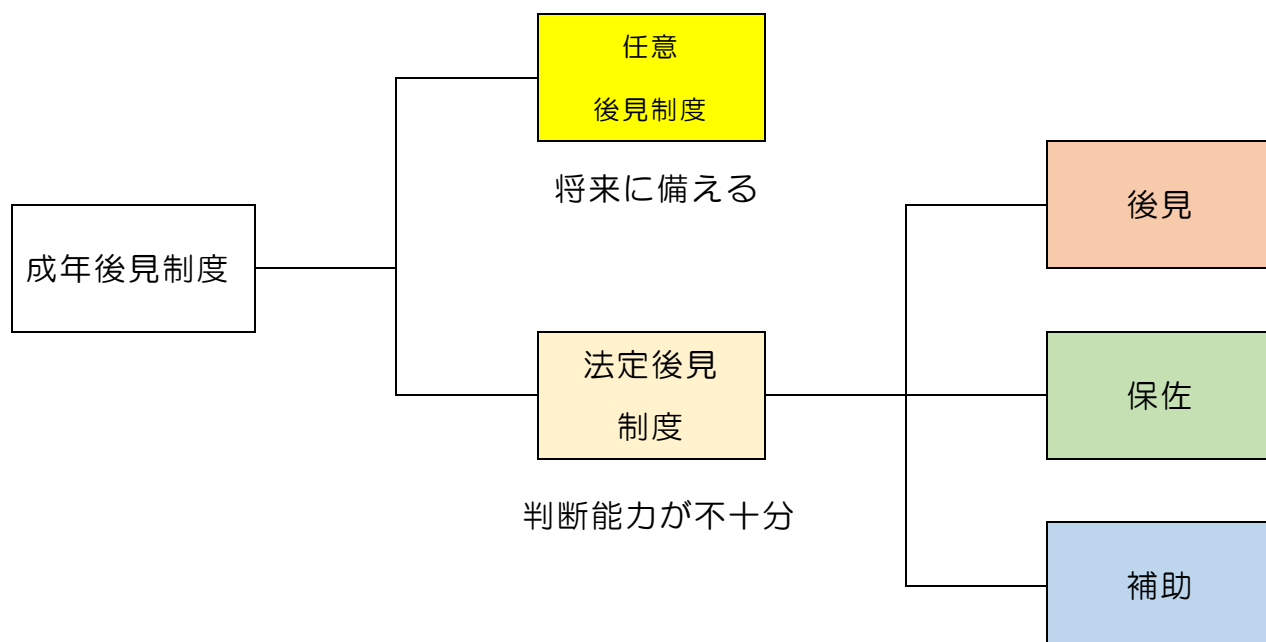 任意
後見制度
将来に備える
成年後見制度
法定後見
制度
判断能力が不十分
後見
保佐
補助